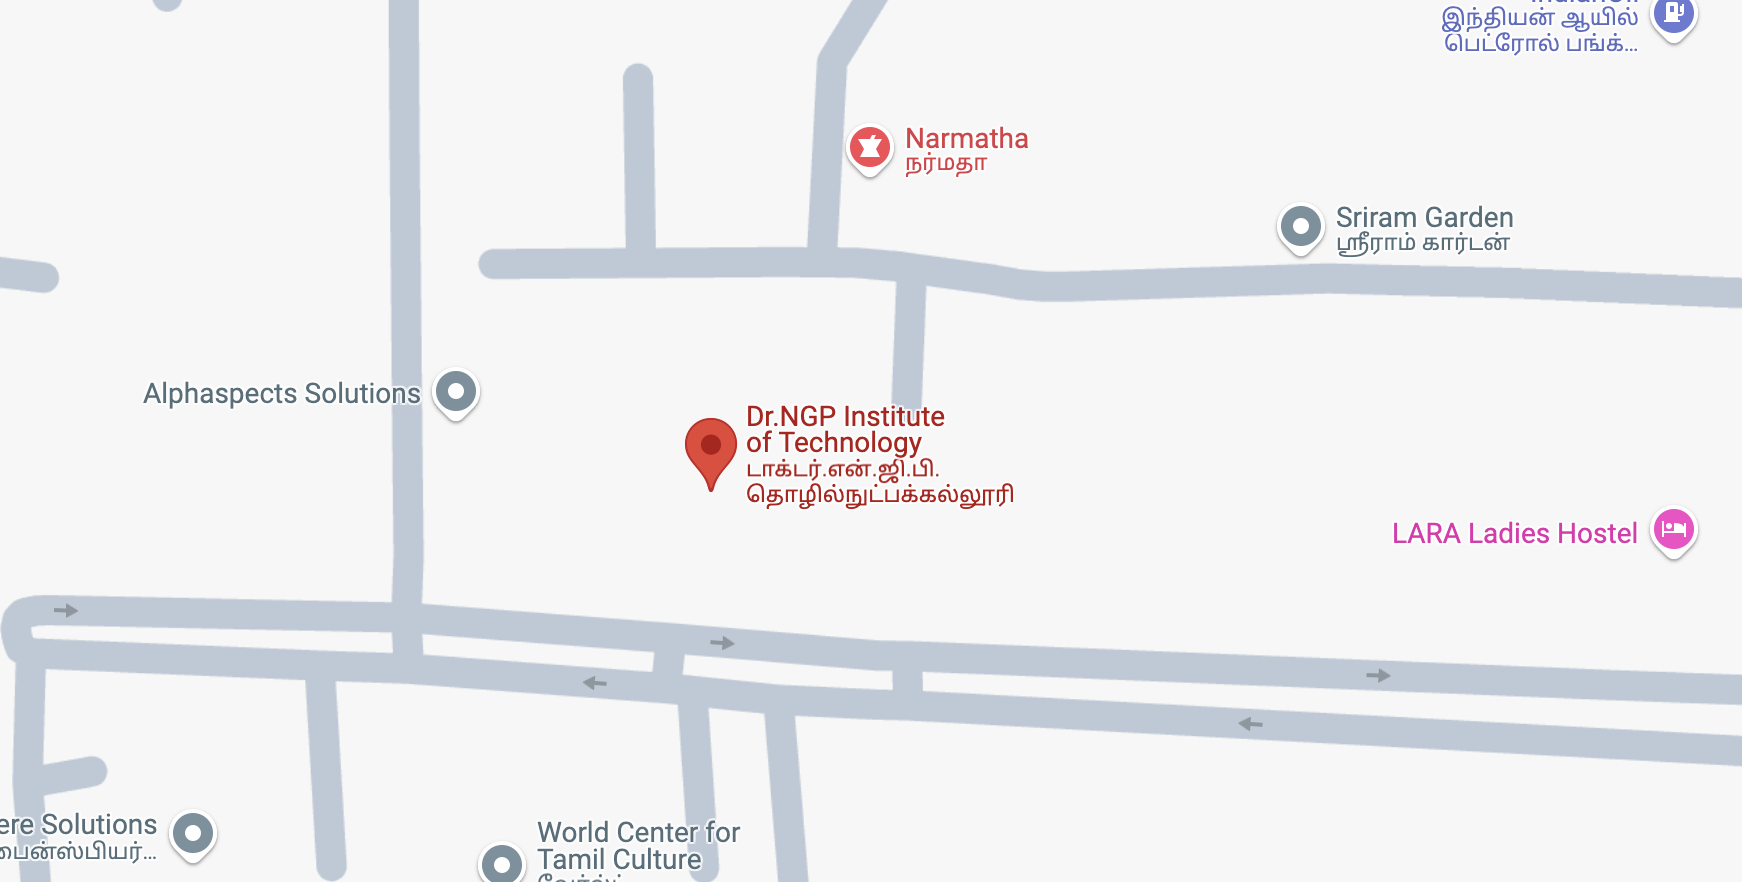 இந்தியன் ஆயில்
பெட்ரோல் பங்க்...
Narmatha
நர்மதா
Sriram Garden
ஸ்ரீராம் கார்டன்
Alphaspects Solutions
Dr.NGP Institute
of Technology
டாக்டர்.என்.ஜி.பி.
தொழில்நுட்பக்கல்லூரி
LARA Ladies Hostel
ere Solutions
பைன்ஸ்பியர்...
World Center for
Tamil Culture